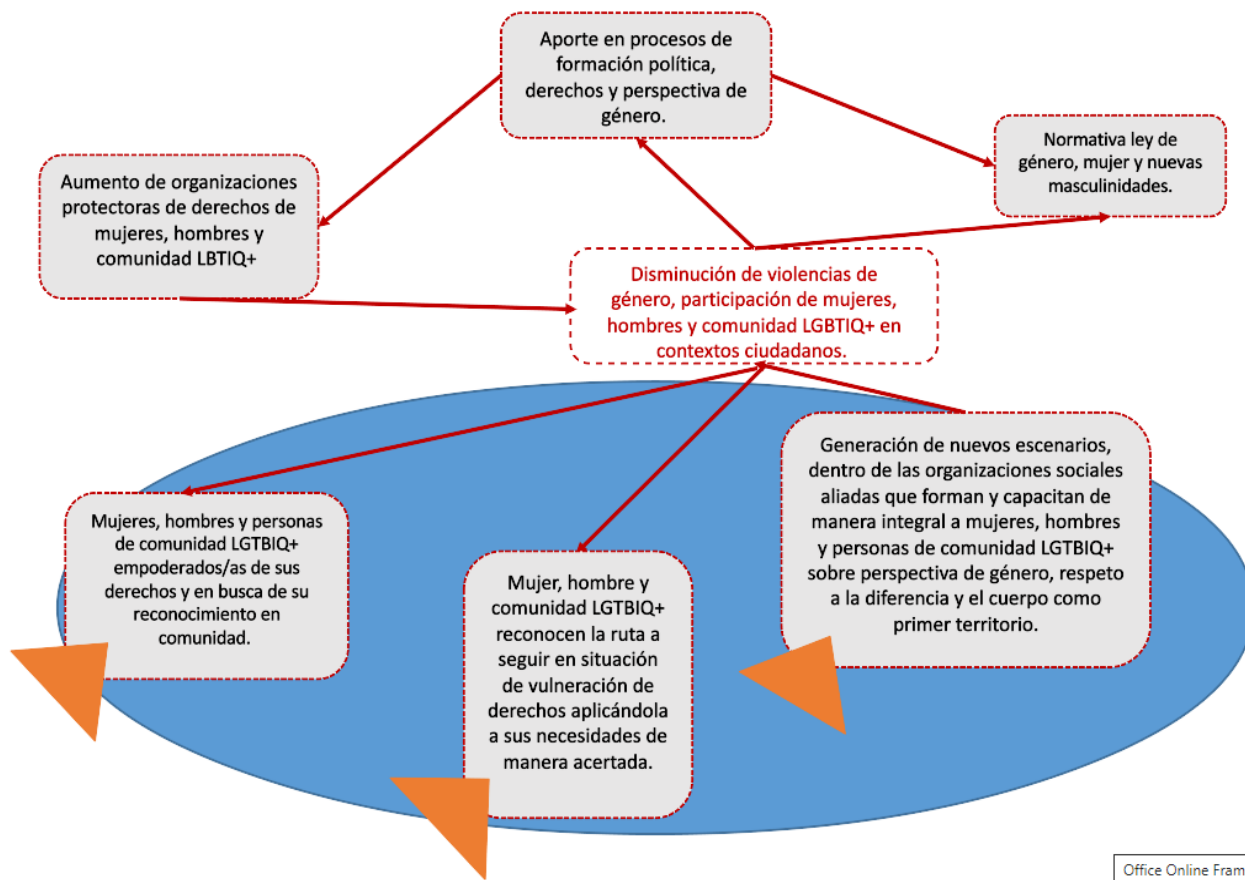 Aporte en procesos de
formación política,
derechos y perspectiva de
género.
Normativa ley de
género, mujer y nuevas
masculinidades.
Aumento de organizaciones
protectoras de derechos de
mujeres, hombres y
comunidad LBTIQ+
Disminución de violencias de
género, participación de mujeres,
hombres y comunidad LGBTIQ+ en
contextos ciudadanos.
Mujeres, hombres y personas
de comunidad LGTBIQ+
empoderados/as de sus
derechos y en busca de su
reconocimiento en
comunidad.
Mujer, hombre y
comunidad LGTBIQ+
reconocen la ruta a
seguir en situación
de vulneración de
derechos aplicándola
a sus necesidades de
manera acertada.
Generación de nuevos escenarios,
dentro de las organizaciones sociales
aliadas que forman y capacitan de
manera integral a mujeres, hombres
y personas de comunidad LGTBIQ+
sobre perspectiva de género, respeto
a la diferencia y el cuerpo como
primer territorio.
Office Online Fram